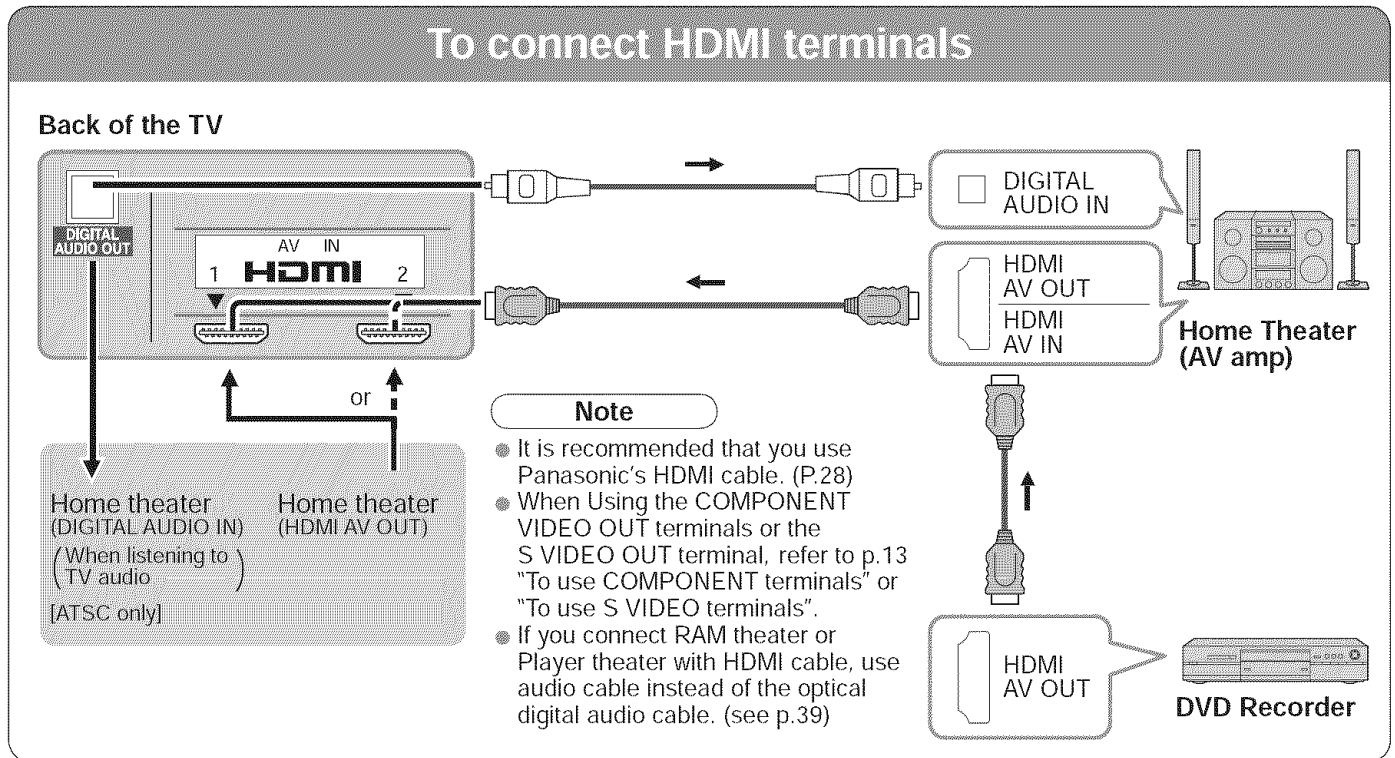 To connect HDMI terminals
Back of the TV
DIGITAL
AUDIO OUT
AV IN
1 HDMI 2
DIGITAL
AUDIO IN
HDMI
AV OUT
HDMI
AV IN
Home Theater
(AV amp)
or
Home theater
(DIGITAL AUDIO IN)
(When listening to
TV audio)
[ATSC only]
Home theater
(HDMI AV OUT)
Note
It is recommended that you use
Panasonic's HDMI cable. (P.28)
When Using the COMPONENT
VIDEO OUT terminals or the
S VIDEO OUT terminal, refer to p.13
"To use COMPONENT terminals" or
"To use S VIDEO terminals".
If you connect RAM theater or
Player theater with HDMI cable, use
audio cable instead of the optical
digital audio cable. (see p.39)
HDMI
AV OUT
DVD Recorder